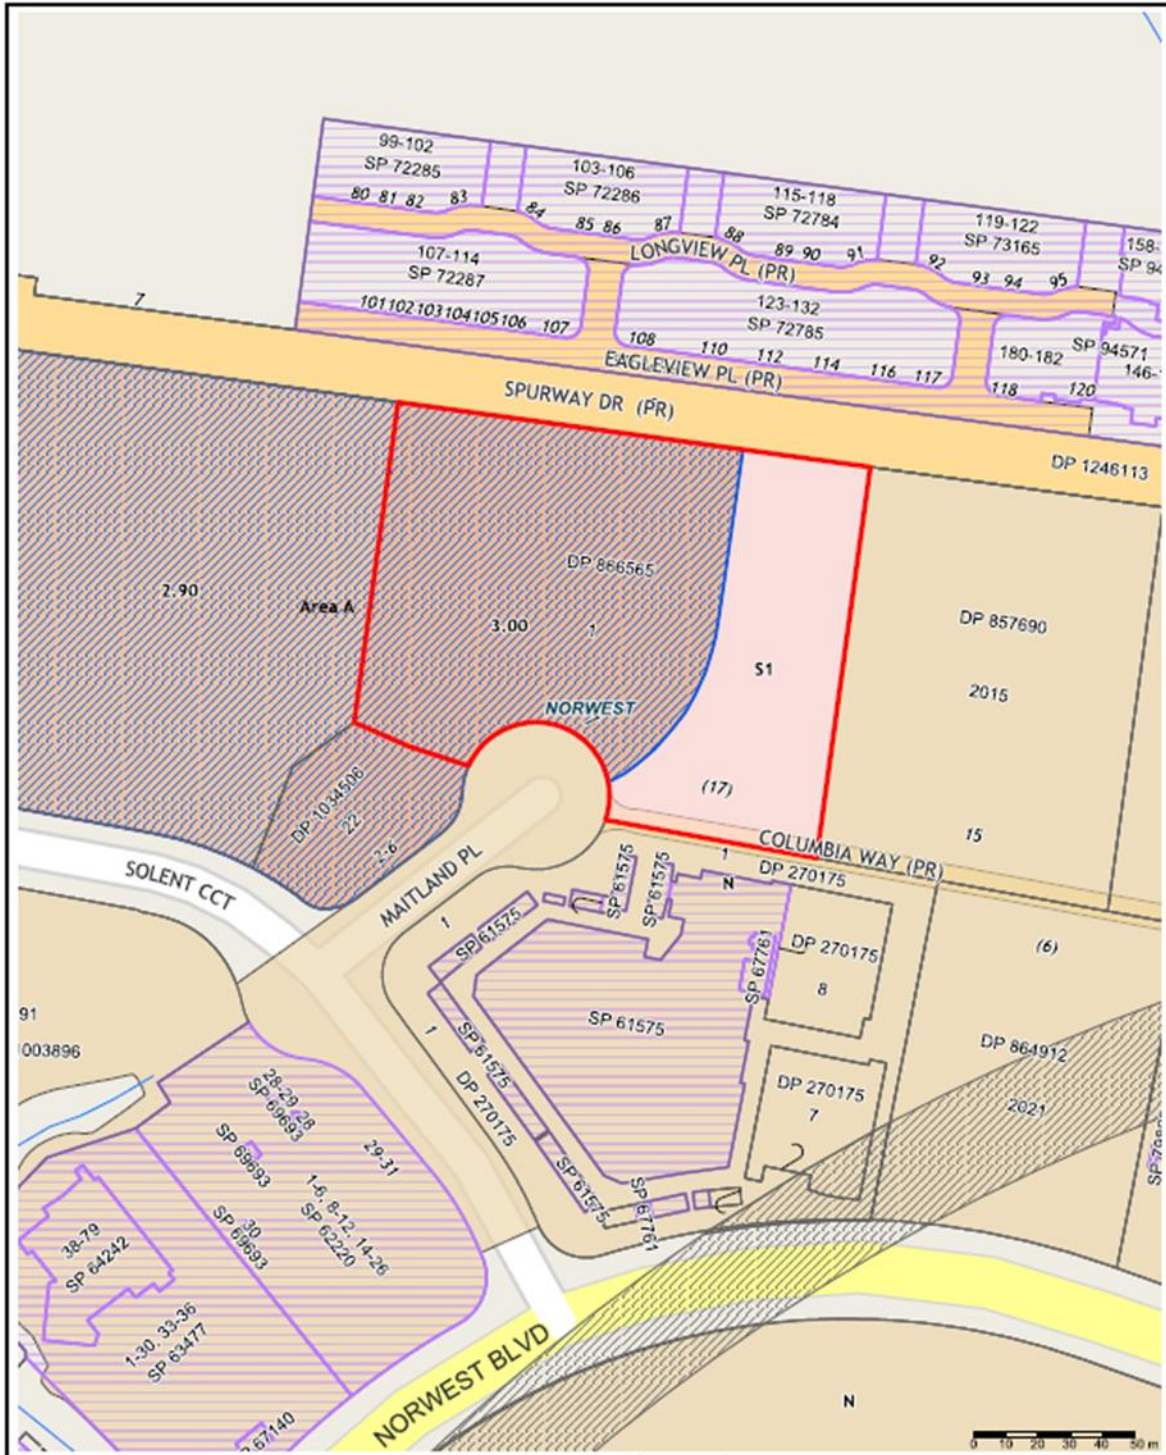 99-102
SP 72285
103-106
SP 72286
115-118
SP 72784
119-122
SP 73165
158-
SP 94
80 81 82 83
84 85 86 87
88 89 90 91
92 93 94 95
LONGVIEW PL (PR)
107-114
SP 72287
123-132
SP 72785
101 102 103 104 105 106 107
108 110 112 114 116 117
180-182
SP 94571
146-
118 120
7
EAGLEVIEW PL (PR)
SPURWAY DR (PR)
DP 1246113
DP 866565
2.90
Area A
3.00
1
DP 857690
S1
2015
NORWEST
(17)
15
DP 1034506
22
2-6
COLUMBIA WAY (PR)
1
DP 270175
N
SOLENT CCT
MAITLAND PL
SP 61575
SP 61575
1
SP 61575
SP 67761
DP 270175
8
(6)
SP 61575
91
1003896
1
SP 61575
DP 270175
DP 864912
2021
DP 270175
7
28-29, 28
SP 69693
SP 69693
29-31
1-6, 8-12, 14-26
SP 62220
30
SP 69693
SP 61575
SP 67761
38-79
SP 64242
1-30, 33-36
SP 63477
NORWEST BLVD
67140
N
0 10 20 30 40 50 m